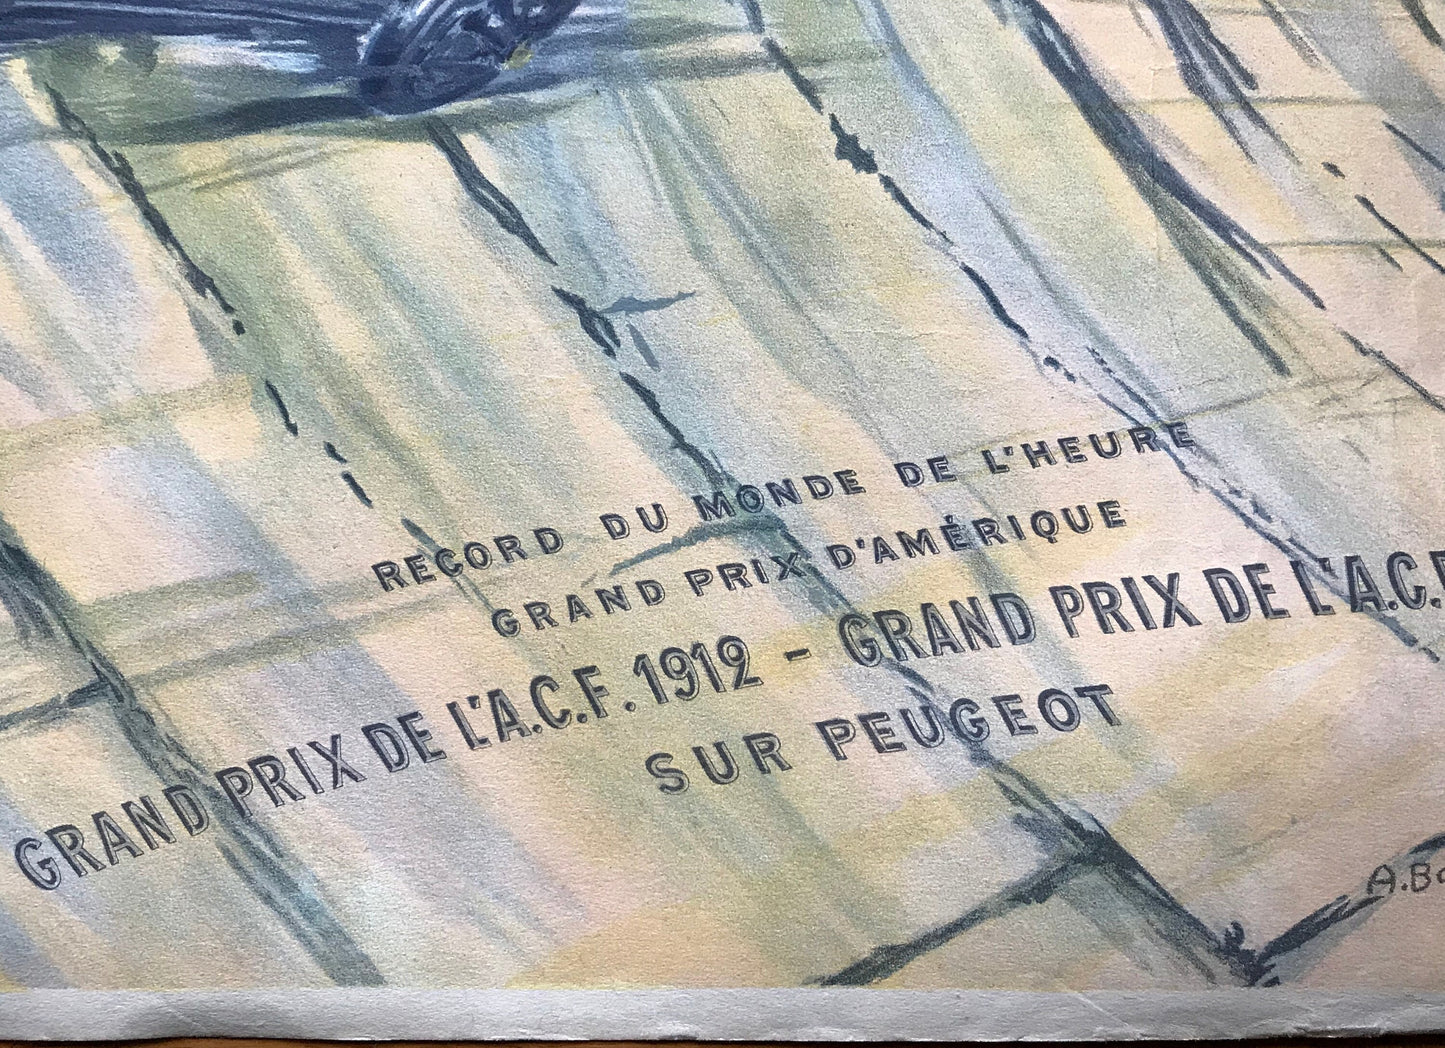 RECORD DU MONDE DE L'HEURE
GRAND PRIX D'AMÉRIQUE
GRAND PRIX DE L'A.C.F. 1912 - GRAND PRIX DE L'A.C.F
SUR PEUGEOT
A.B